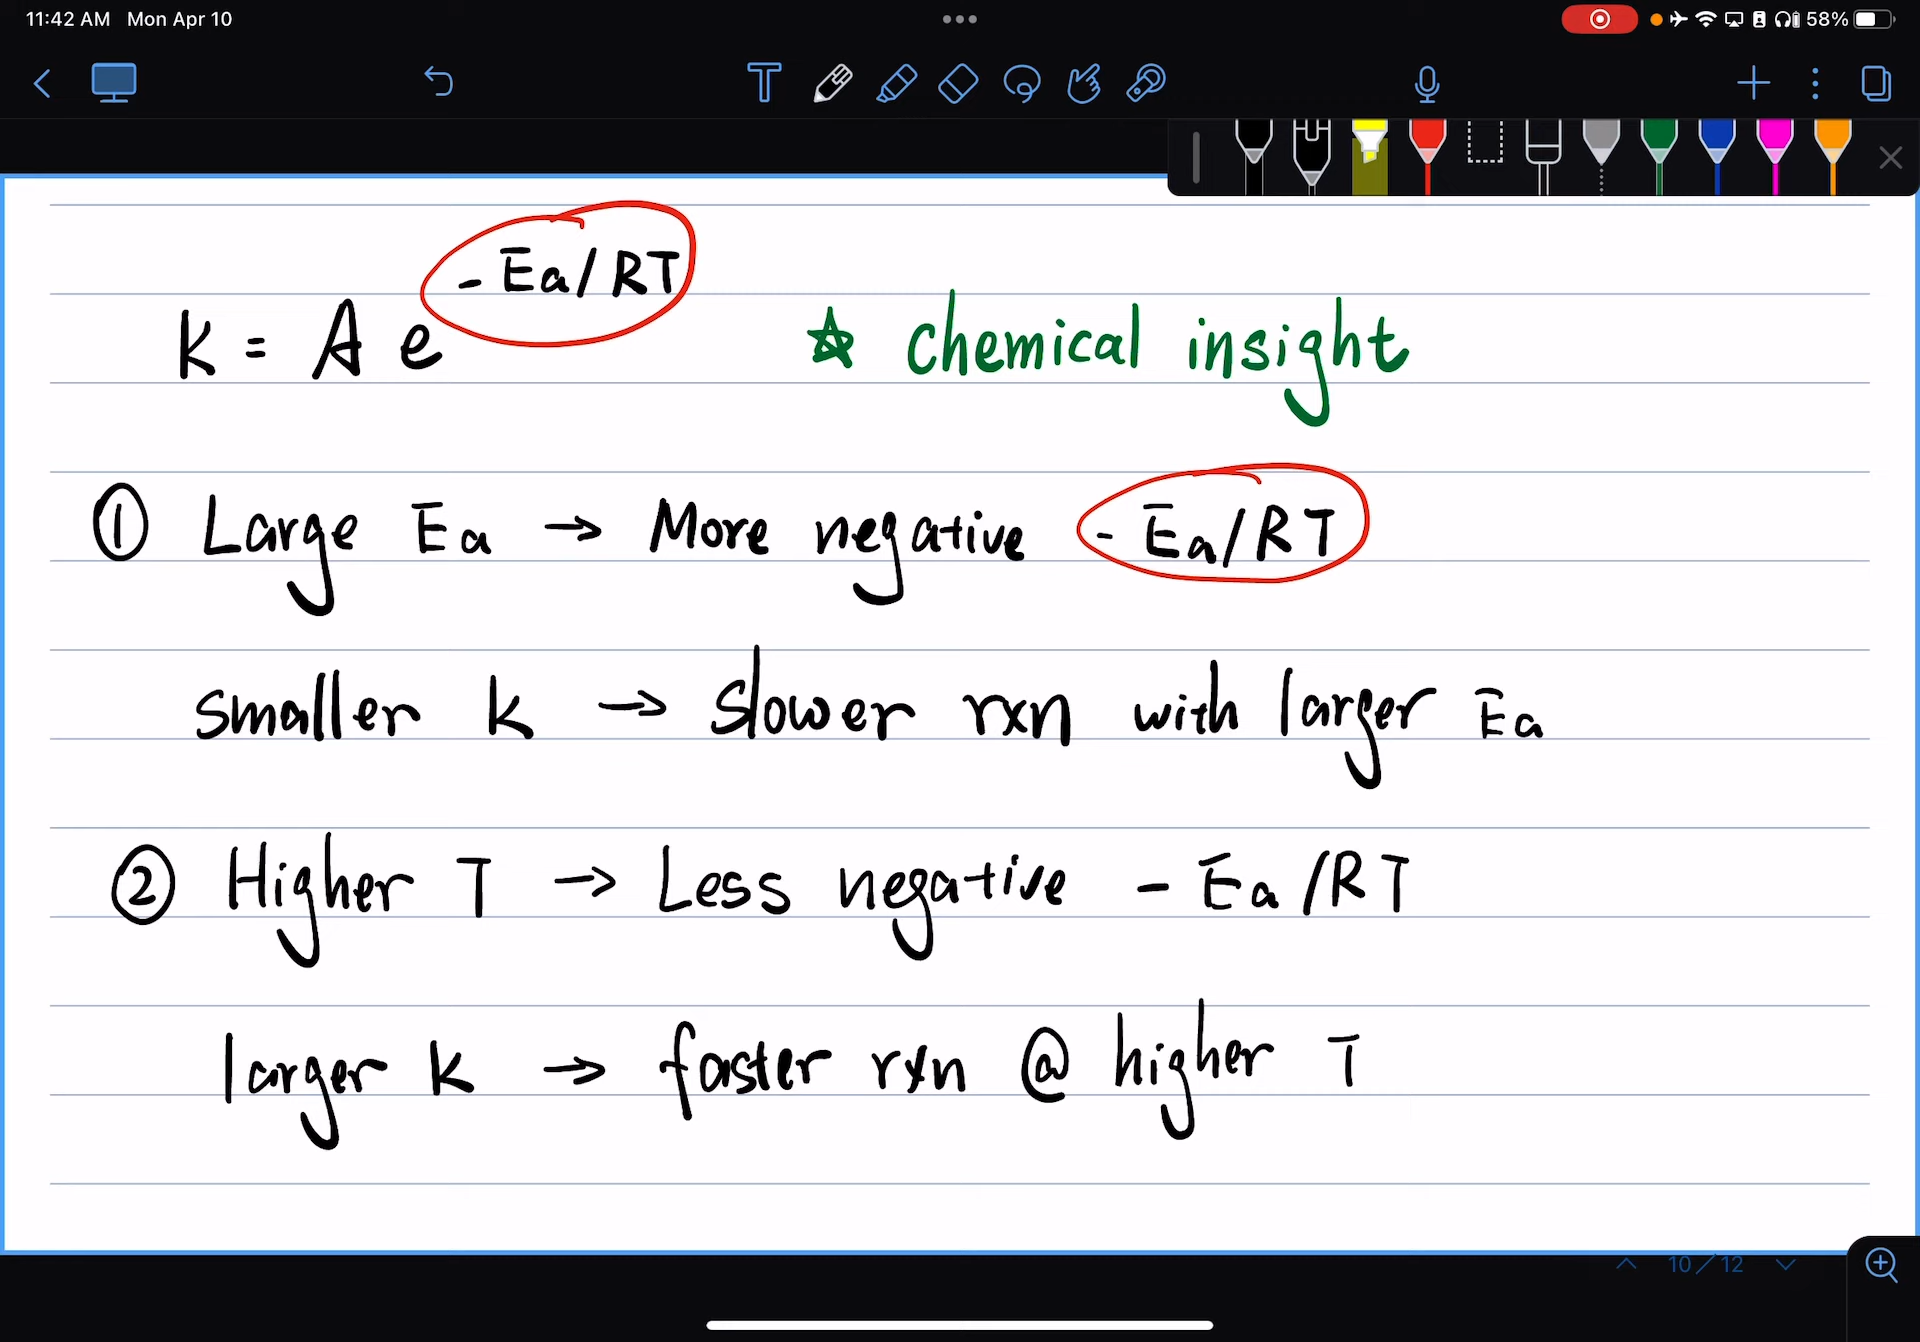 11:42 AM Mon Apr 10
58%
T
K = A e - Ea/RT
☆ chemical insight
① Large Ea → More negative - Ea/RT
smaller k → slower rxn with larger Ea
② Higher T → Less negative - Ea/RT
larger k → faster rxn @ higher T
10/12